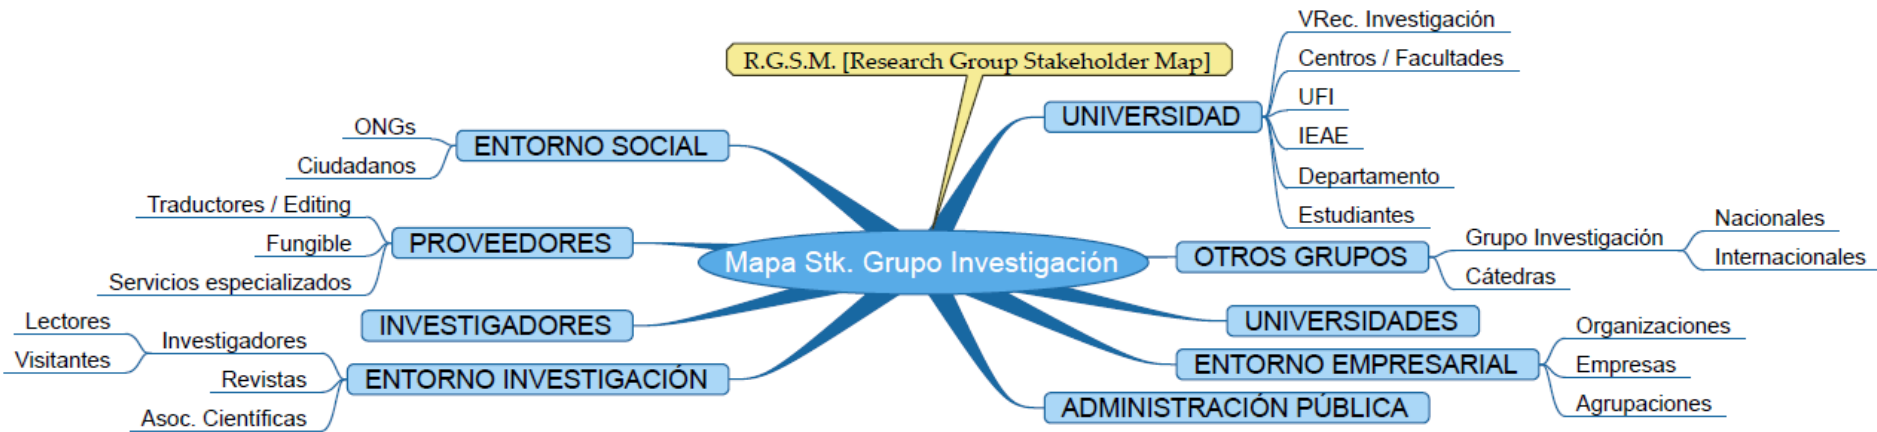 R.G.S.M. [Research Group Stakeholder Map]
Mapa Stk. Grupo Investigación
ENTORNO SOCIAL
ONGs
Ciudadanos
PROVEEDORES
Traductores / Editing
Fungible
Servicios especializados
INVESTIGADORES
ENTORNO INVESTIGACIÓN
Investigadores
Lectores
Visitantes
Revistas
Asoc. Científicas
UNIVERSIDAD
VRec. Investigación
Centros / Facultades
UFI
IEAE
Departamento
Estudiantes
OTROS GRUPOS
Grupo Investigación
Nacionales
Internacionales
Cátedras
UNIVERSIDADES
ENTORNO EMPRESARIAL
Organizaciones
Empresas
Agrupaciones
ADMINISTRACIÓN PÚBLICA